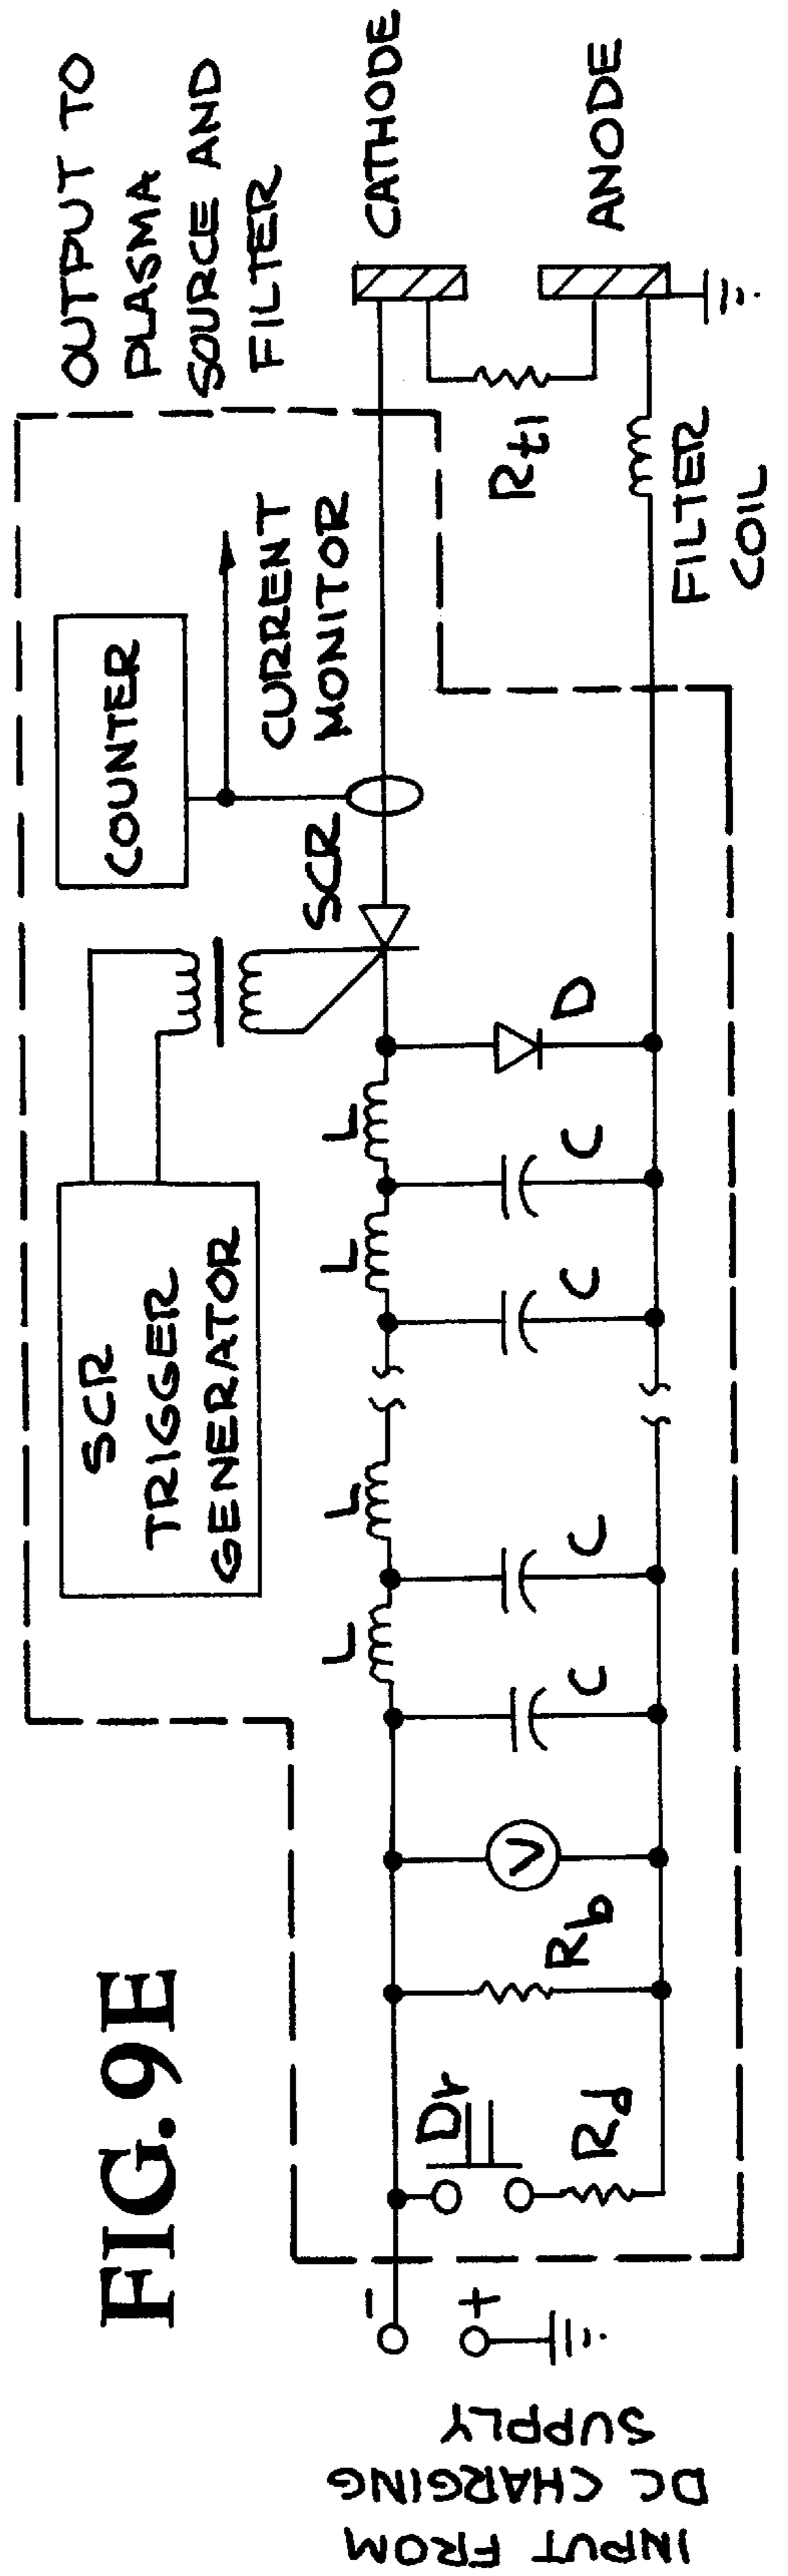 FIG. 9E
INPUT FROM
DC CHARGING
SUPPLY
−
+
Dr
Rd
Rb
V
C
L
C
L
C
L
C
L
D
SCR
TRIGGER
GENERATOR
SCR
COUNTER
CURRENT
MONITOR
OUTPUT TO
PLASMA
SOURCE AND
FILTER
CATHODE
Rt1
ANODE
FILTER
COIL